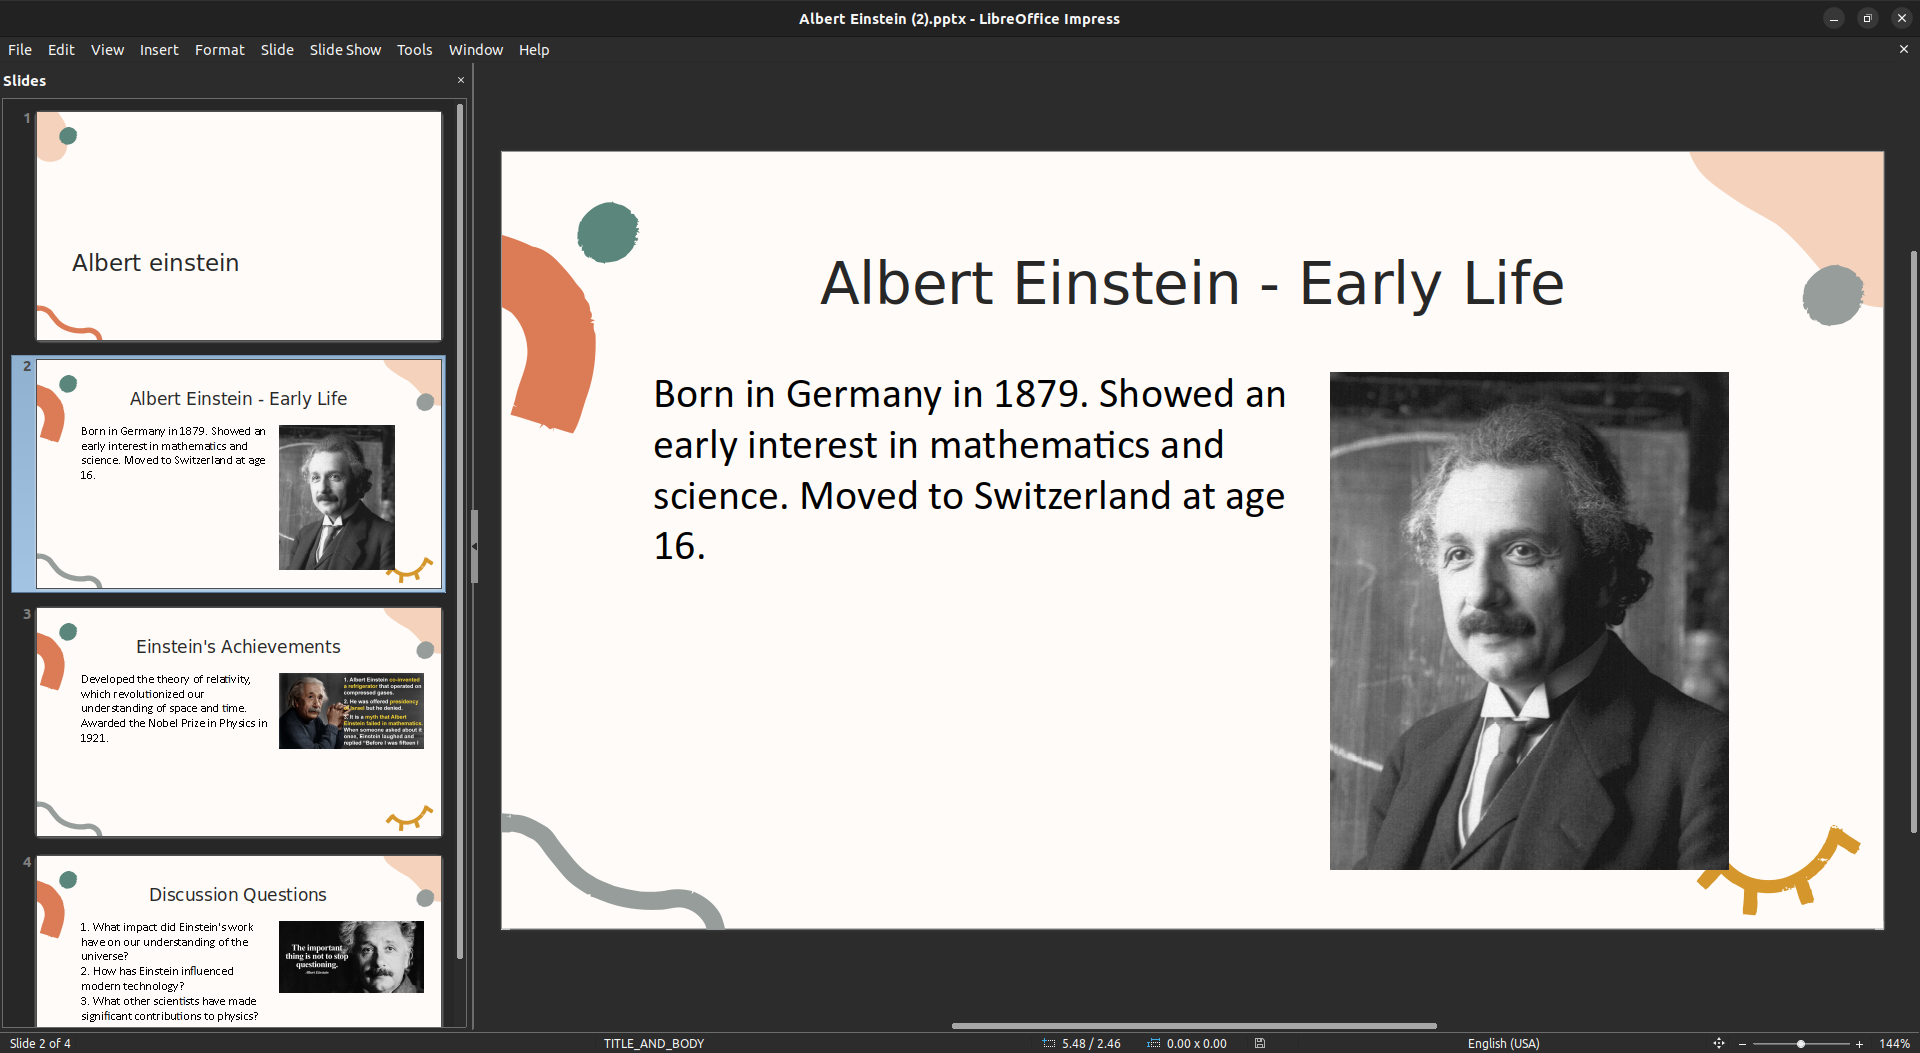 Albert Einstein (2).pptx - LibreOffice Impress
File Edit View Insert Format Slide Slide Show Tools Window Help
Slides
1
Albert einstein
2
Albert Einstein - Early Life
Born in Germany in 1879. Showed an
early interest in mathematics and
science. Moved to Switzerland at age
16.
3
Einstein's Achievements
Developed the theory of relativity,
which revolutionized our
understanding of space and time.
Awarded the Nobel Prize in Physics in
1921.
1. Albert Einstein co-invented
a refrigerator that operated on
compressed gases.
2. He was offered presidency
of Israel but he denied.
3. It is a myth that Albert
Einstein failed in mathematics.
When someone asked about it
once, Einstein laughed and
replied "Before I was fifteen I
4
Discussion Questions
1. What impact did Einstein's work
have on our understanding of the
universe?
2. How has Einstein influenced
modern technology?
3. What other scientists have made
significant contributions to physics?
The important
thing is not to stop
questioning.
Albert Einstein
Albert Einstein - Early Life
Born in Germany in 1879. Showed an
early interest in mathematics and
science. Moved to Switzerland at age
16.
Slide 2 of 4
TITLE_AND_BODY
5.48 / 2.46
0.00 x 0.00
English (USA)
144%